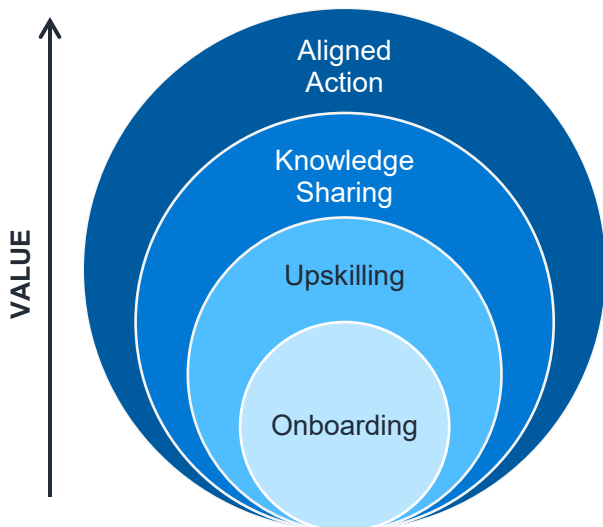 Aligned
Action
Knowledge
Sharing
Upskilling
Onboarding
VALUE